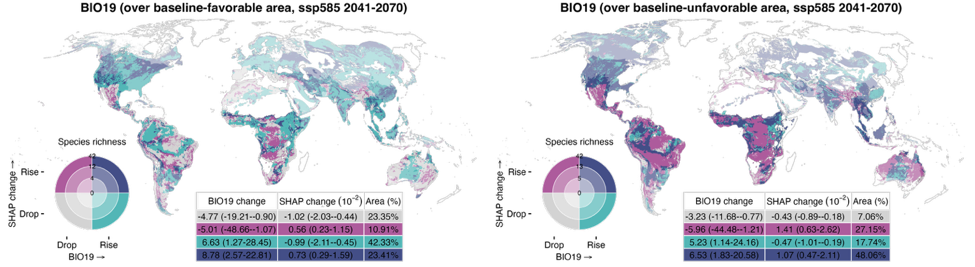 BIO19 (over baseline-favorable area, ssp585 2041-2070)
Species richness
42
12
8
0
SHAP change →
Rise
Drop
Drop
Rise
BIO19 →
BIO19 change SHAP change (10⁻²) Area (%)
-4.77 (-19.21--0.90) -1.02 (-2.03--0.44) 23.35%
-5.01 (-48.66--1.07) 0.56 (0.23-1.15) 10.91%
6.63 (1.27-28.45) -0.99 (-2.11--0.45) 42.33%
8.78 (2.57-22.81) 0.73 (0.29-1.59) 23.41%
BIO19 (over baseline-unfavorable area, ssp585 2041-2070)
Species richness
42
12
8
0
SHAP change →
Rise
Drop
Drop
Rise
BIO19 →
BIO19 change SHAP change (10⁻²) Area (%)
-3.23 (-11.68--0.77) -0.43 (-0.89--0.18) 7.06%
-5.96 (-44.48--1.21) 1.41 (0.63-2.62) 27.15%
5.23 (1.14-24.16) -0.47 (-1.01--0.19) 17.74%
6.53 (1.83-20.58) 1.07 (0.47-2.11) 48.06%